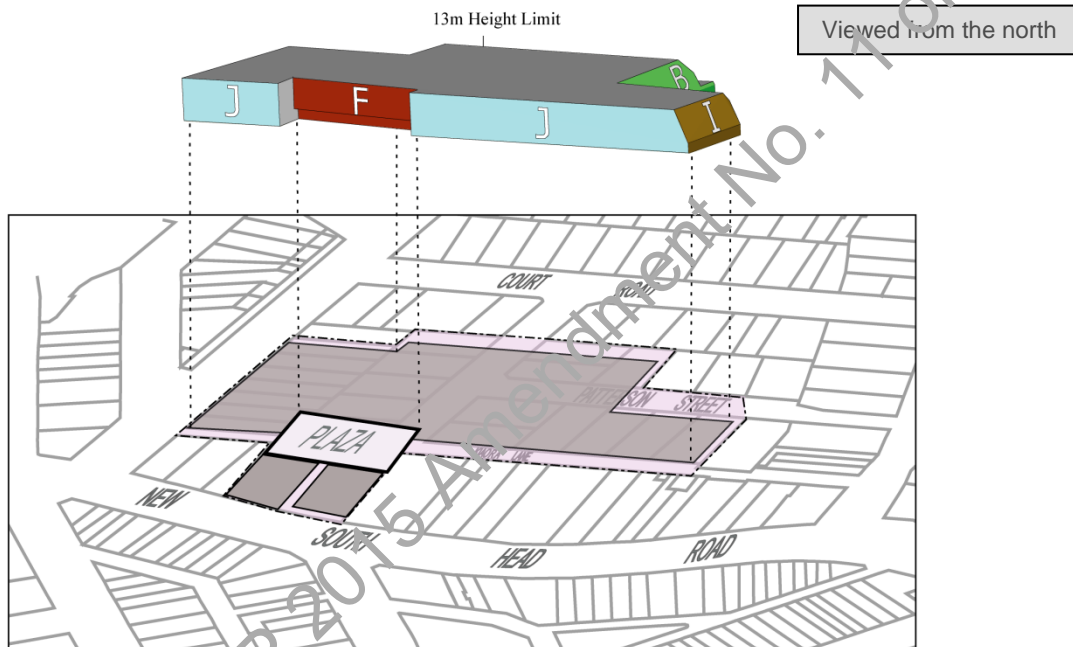 13m Height Limit
Viewed from the north
B
J
F
J
I
COURT
ROAD
PATTERSON STREET
PLAZA
LANE
NEW
SOUTH
HEAD
ROAD
2015 Amendment No. 11